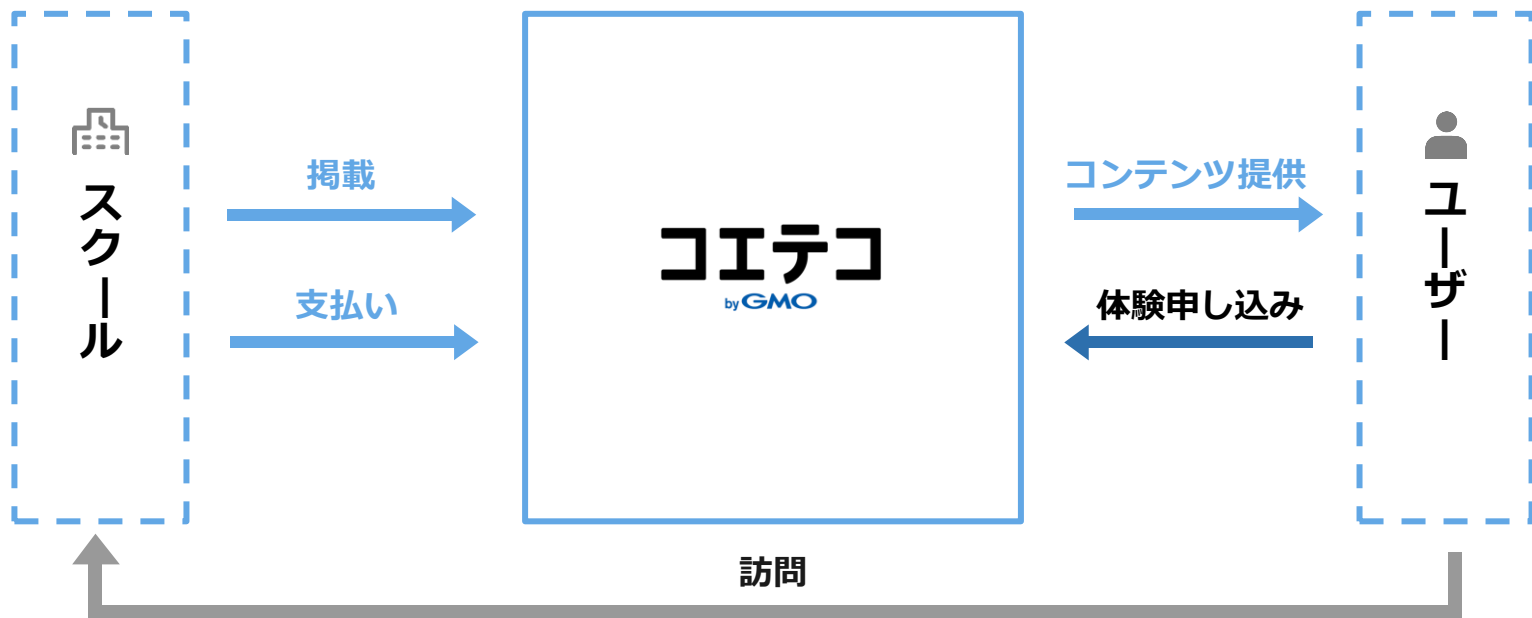 スクール
掲載
支払い
コエテコ
by GMO
コンテンツ提供
体験申し込み
ユーザー
訪問